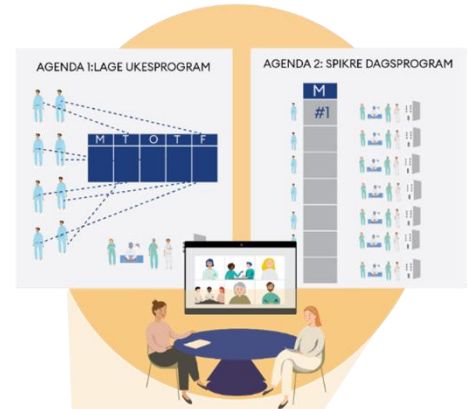 AGENDA 1:LAGE UKESPROGRAM
M T O T F
AGENDA 2: SPIKRE DAGSPROGRAM
M
#1